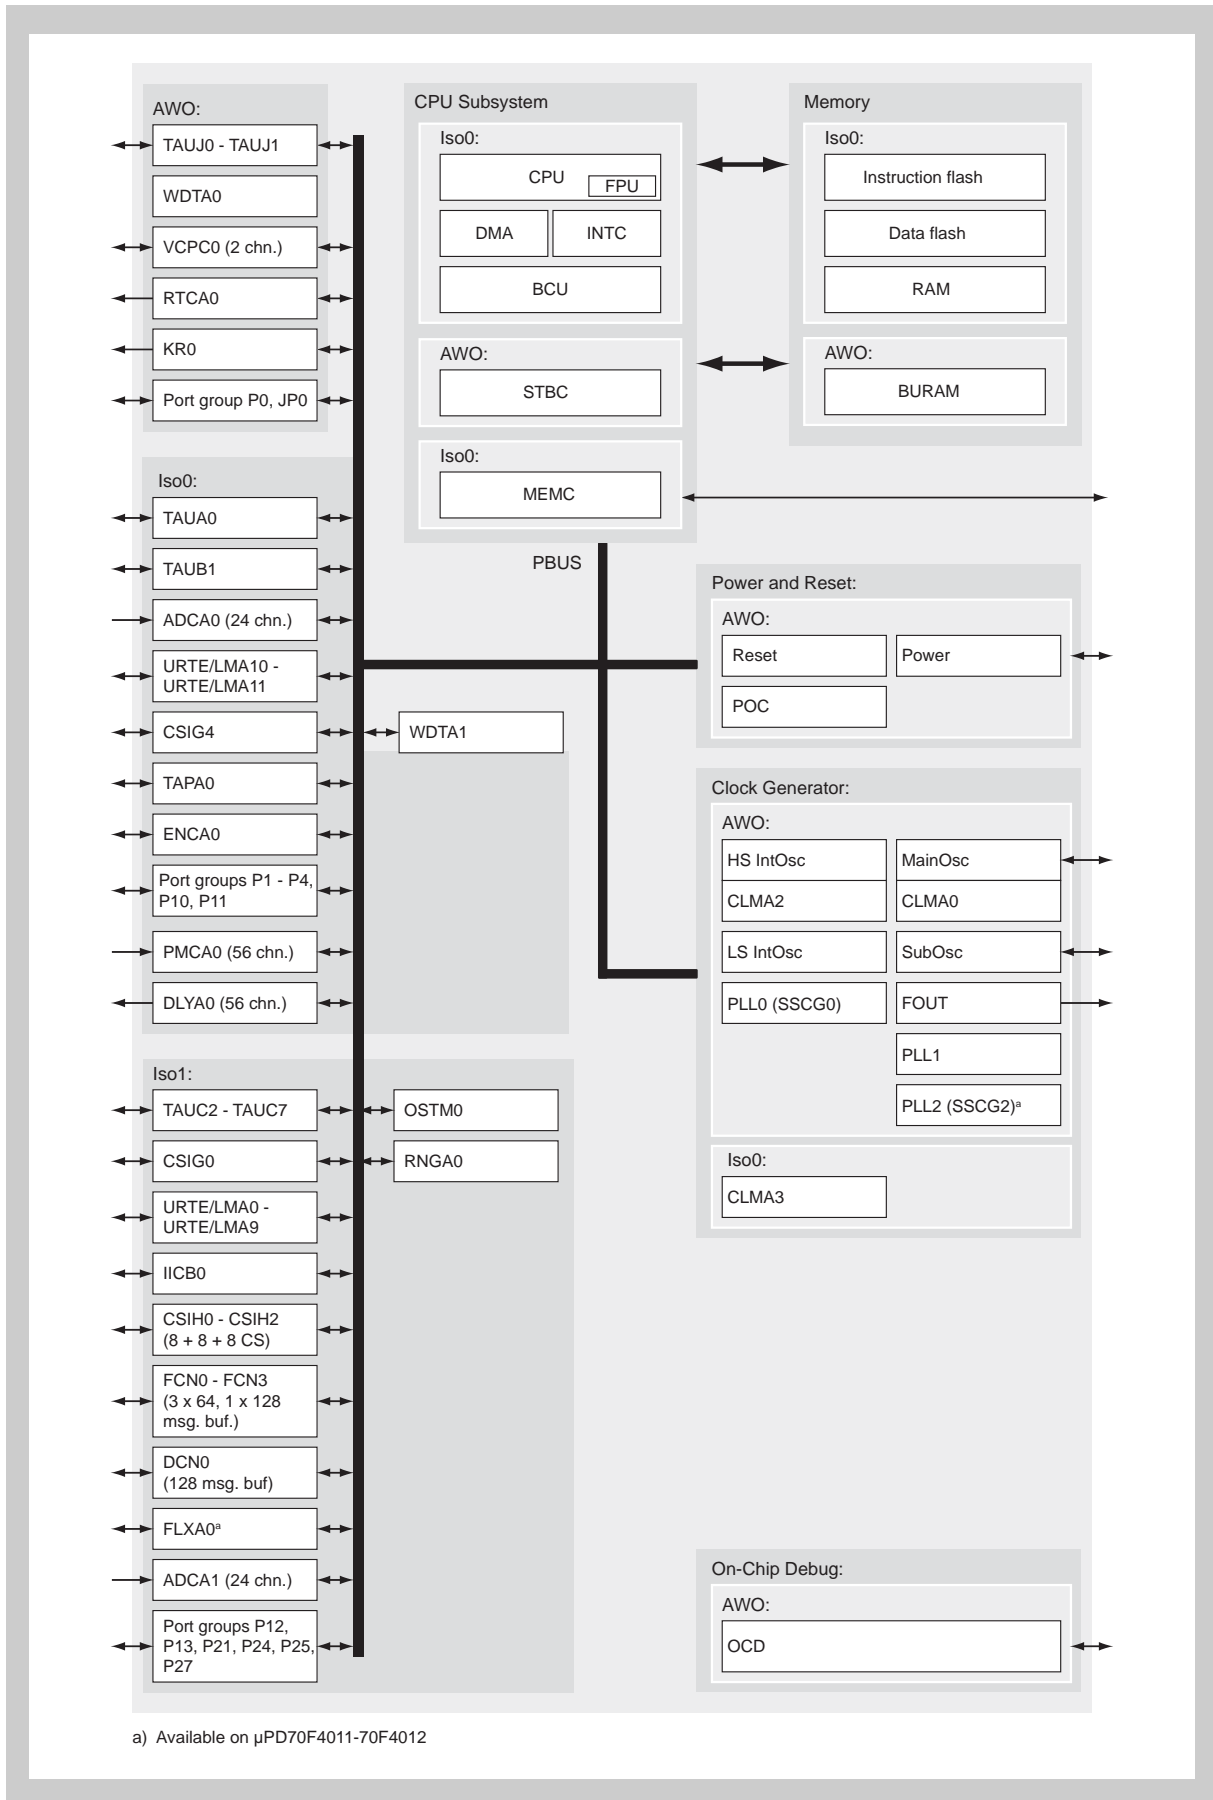 AWO:
TAUJ0 - TAUJ1
WDTA0
VCPC0 (2 chn.)
RTCA0
KR0
Port group P0, JP0
Iso0:
TAUA0
TAUB1
ADCA0 (24 chn.)
URTE/LMA10 -
URTE/LMA11
CSIG4
TAPA0
ENCA0
Port groups P1 - P4,
P10, P11
PMCA0 (56 chn.)
DLYA0 (56 chn.)
WDTA1
Iso1:
TAUC2 - TAUC7
CSIG0
URTE/LMA0 -
URTE/LMA9
IICB0
CSIH0 - CSIH2
(8 + 8 + 8 CS)
FCN0 - FCN3
(3 x 64, 1 x 128
msg. buf.)
DCN0
(128 msg. buf)
FLXA0ª
ADCA1 (24 chn.)
Port groups P12,
P13, P21, P24, P25,
P27
OSTM0
RNGA0
CPU Subsystem
Iso0:
CPU
FPU
DMA
INTC
BCU
AWO:
STBC
Iso0:
MEMC
PBUS
Memory
Iso0:
Instruction flash
Data flash
RAM
AWO:
BURAM
Power and Reset:
AWO:
Reset
Power
POC
Clock Generator:
AWO:
HS IntOsc
MainOsc
CLMA2
CLMA0
LS IntOsc
SubOsc
PLL0 (SSCG0)
FOUT
PLL1
PLL2 (SSCG2)ª
Iso0:
CLMA3
On-Chip Debug:
AWO:
OCD
a) Available on µPD70F4011-70F4012